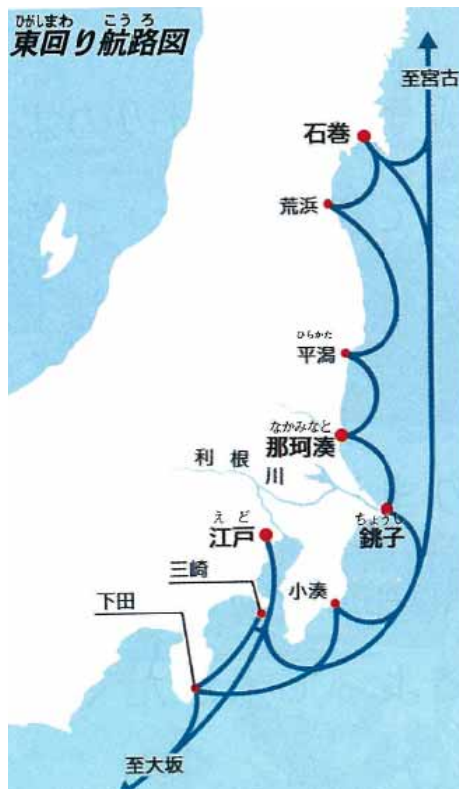 ひがしまわ こうろ
東回り航路図
至宮古
石巻
荒浜
ひらかた
平潟
なかみなと
那珂湊
利根川
えど
江戸
ちょうし
銚子
三崎
小湊
下田
至大坂